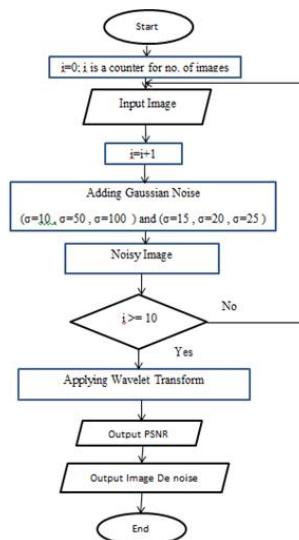 Start
i=0; i is a counter for no. of images
Input Image
i=i+1
Adding Gaussian Noise
(σ=10, σ=50 , σ=100 ) and (σ=15 , σ=20 , σ=25 )
Noisy Image
i >= 10
No
Yes
Applying Wavelet Transform
Output PSNR
Output Image De noise
End